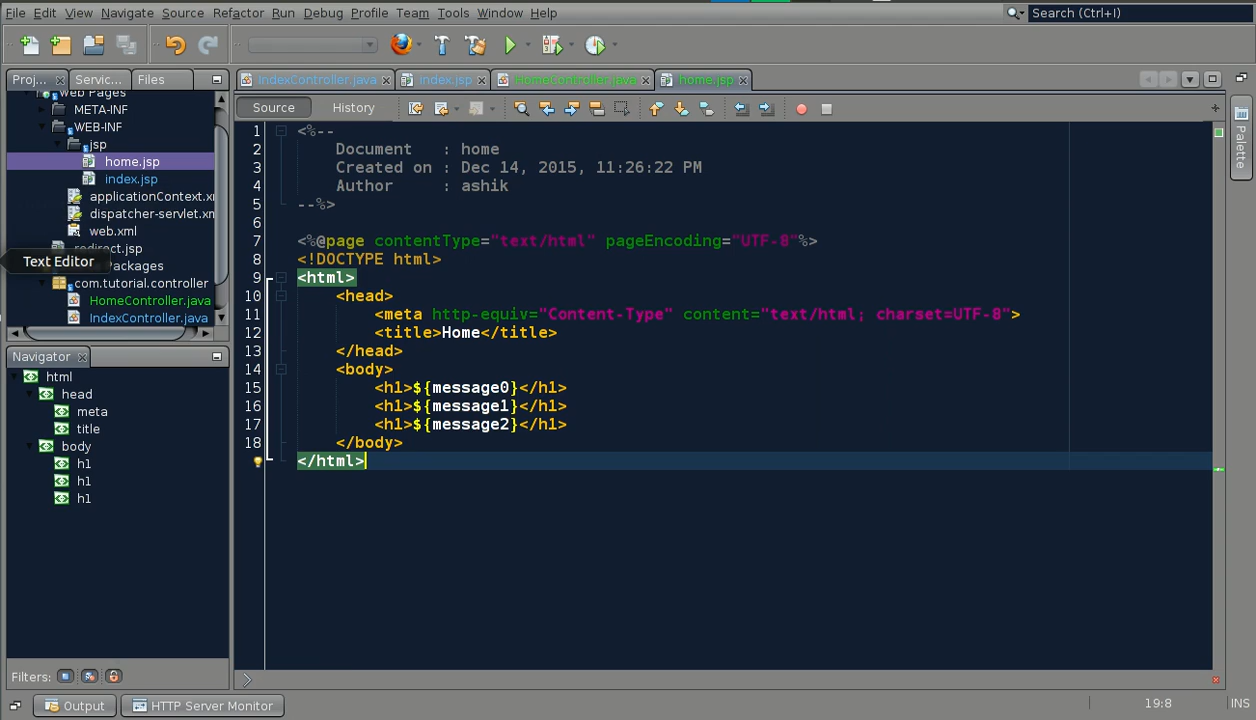 File Edit View Navigate Source Refactor Run Debug Profile Team Tools Window Help
Search (Ctrl+I)
Proj... Servic... Files
Web Pages
META-INF
WEB-INF
jsp
home.jsp
index.jsp
applicationContext.xm
dispatcher-servlet.xm
web.xml
redirect.jsp
Packages
Text Editor
com.tutorial.controller
HomeController.java
IndexController.java
Navigator
html
head
meta
title
body
h1
h1
h1
Filters:
IndexController.java index.jsp HomeController.java home.jsp
Source History
1 <%--
2 Document : home
3 Created on : Dec 14, 2015, 11:26:22 PM
4 Author : ashik
5 --%>
6
7 <%@page contentType="text/html" pageEncoding="UTF-8"%>
8 <!DOCTYPE html>
9 <html>
10 <head>
11 <meta http-equiv="Content-Type" content="text/html; charset=UTF-8">
12 <title>Home</title>
13 </head>
14 <body>
15 <h1>${message0}</h1>
16 <h1>${message1}</h1>
17 <h1>${message2}</h1>
18 </body>
</html>
Palette
Output HTTP Server Monitor
19:8 INS